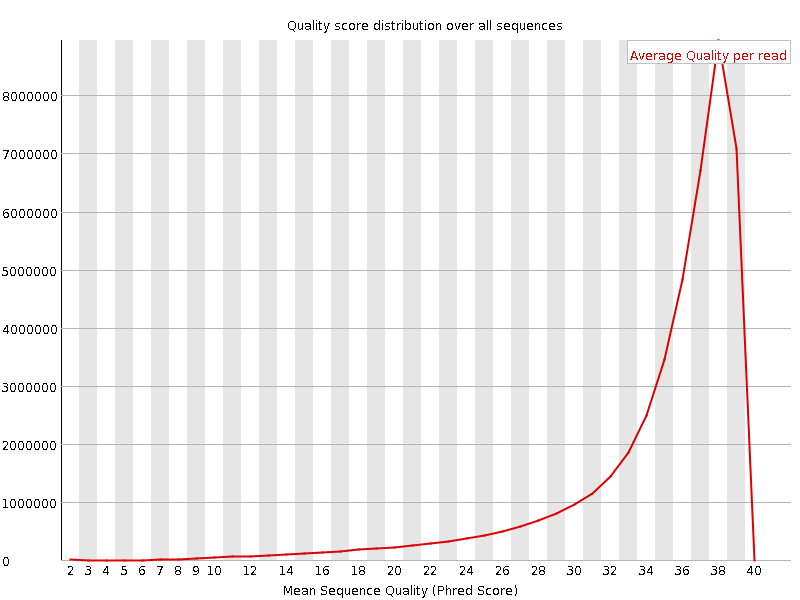 Quality score distribution over all sequences
Average Quality per read
8000000
7000000
6000000
5000000
4000000
3000000
2000000
1000000
0
2 3 4 5 6 7 8 9 10 12 14 16 18 20 22 24 26 28 30 32 34 36 38 40
Mean Sequence Quality (Phred Score)